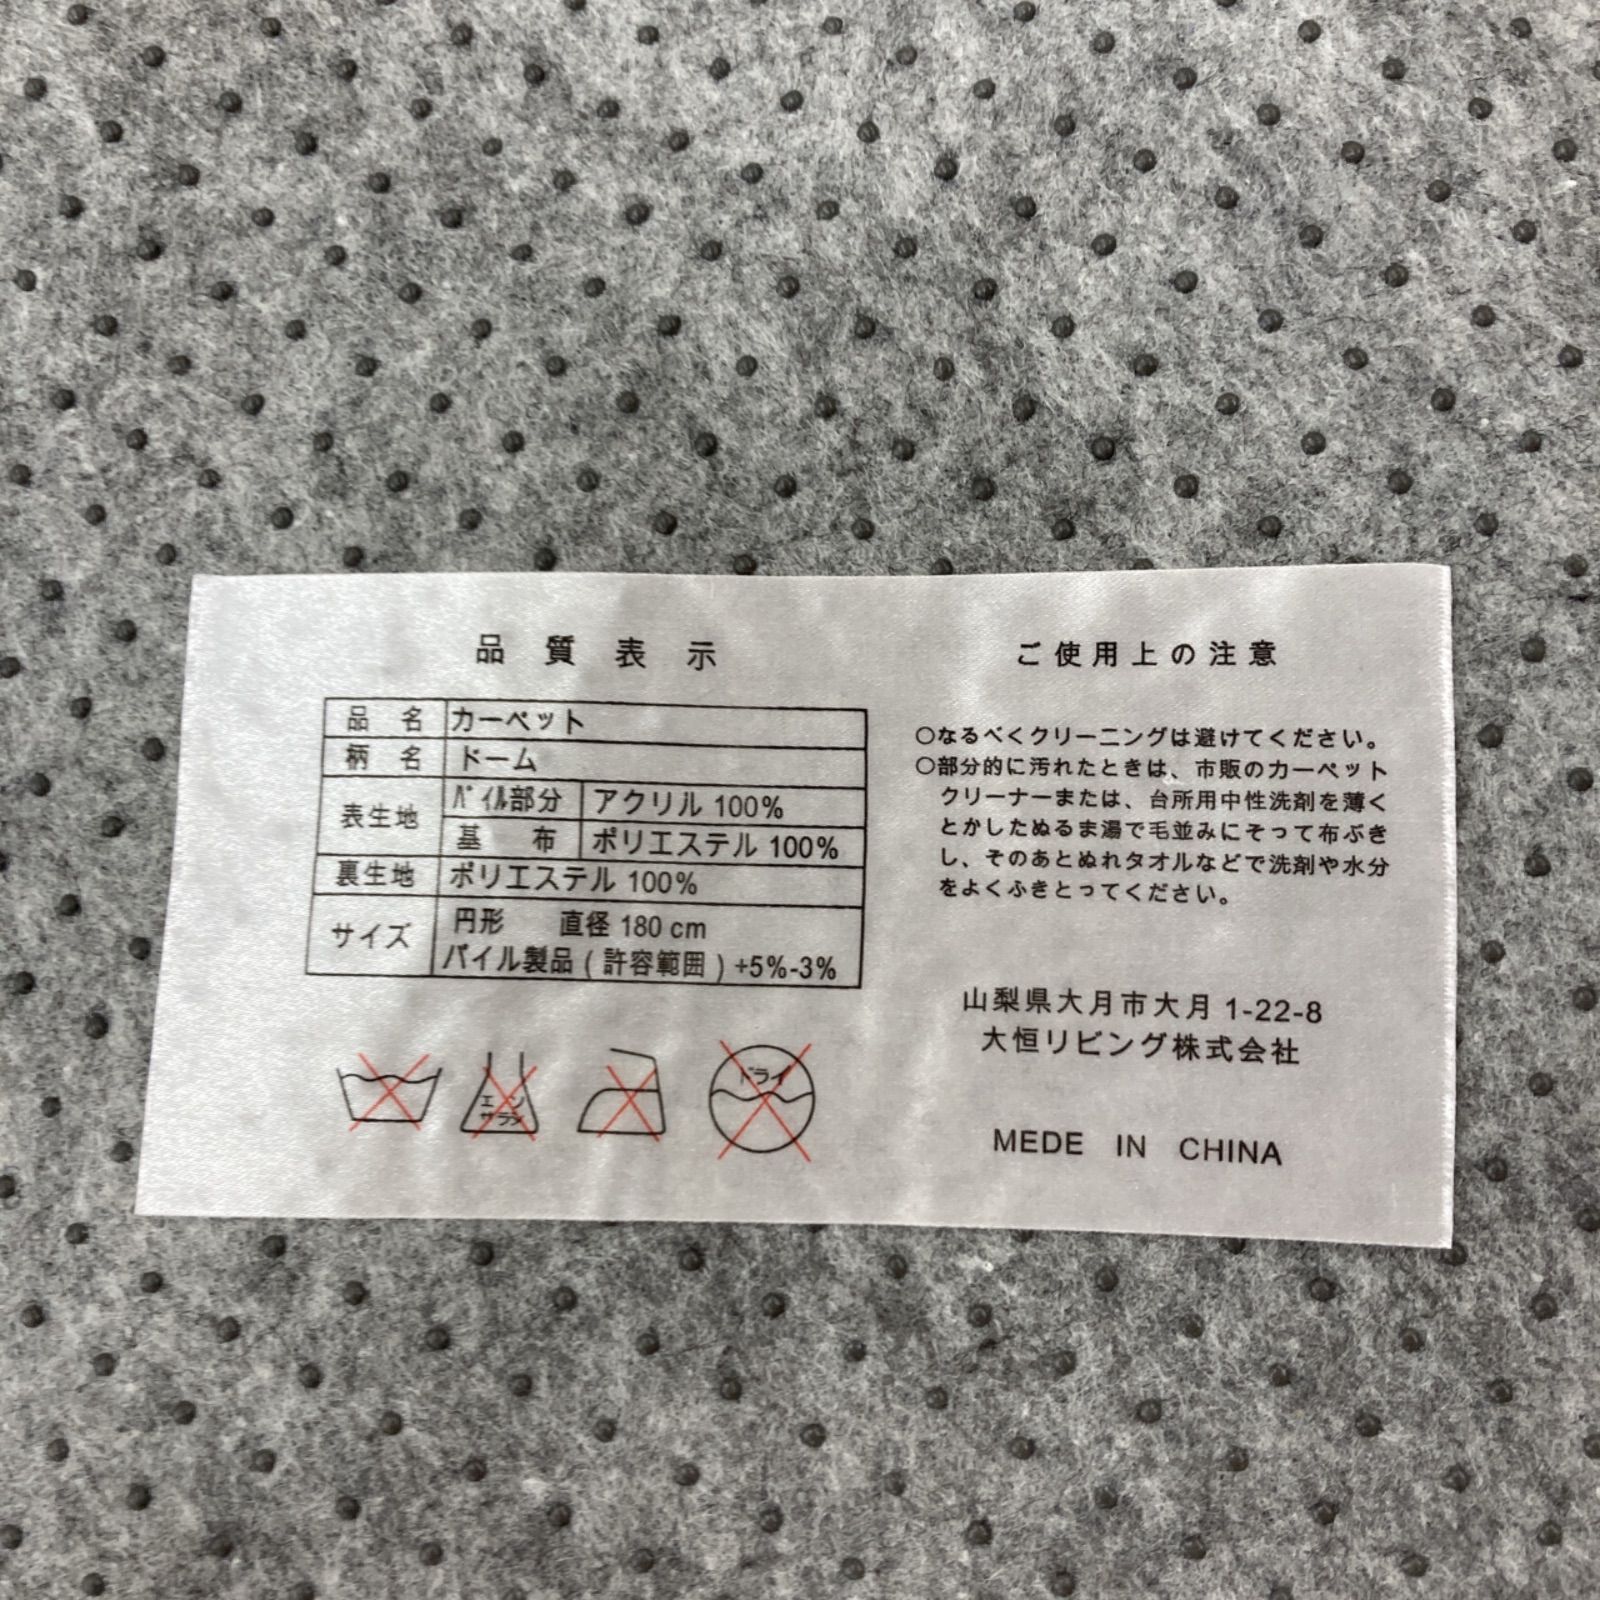 品質表示
品名 カーペット
柄名 ドーム
表生地 パイル部分 アクリル 100%
基布 ポリエステル 100%
裏生地 ポリエステル 100%
サイズ 円形 直径 180 cm
パイル製品 ( 許容範囲 ) +5%-3%
エンソ
サラメ
ドライ
ご使用上の注意
○なるべくクリーニングは避けてください。
○部分的に汚れたときは、市販のカーペット
クリーナーまたは、台所用中性洗剤を薄く
とかしたぬるま湯で毛並みにそって布ぶき
し、そのあとぬれタオルなどで洗剤や水分
をよくふきとってください。
山梨県大月市大月 1-22-8
大恒リビング株式会社
MEDE IN CHINA